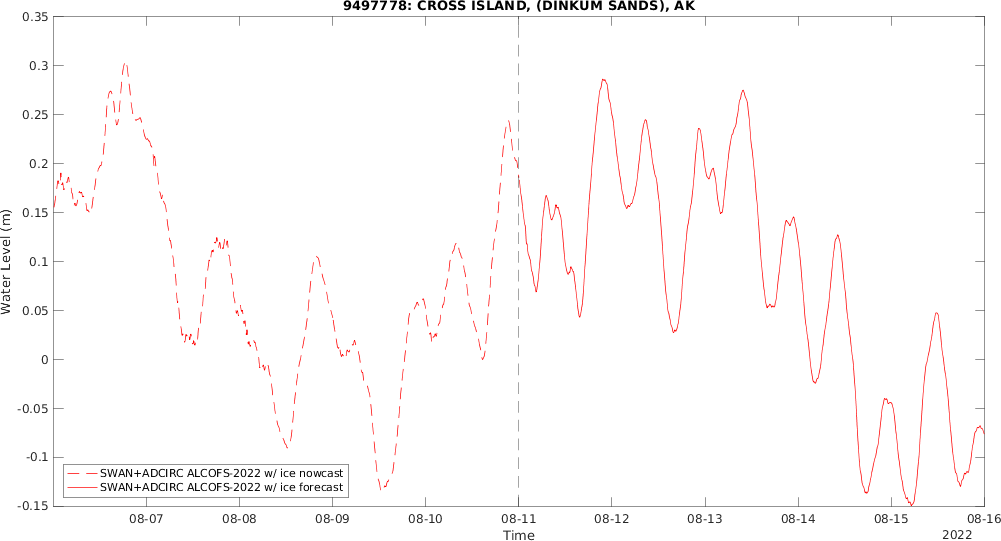 9497778: CROSS ISLAND, (DINKUM SANDS), AK
0.35
0.3
0.25
0.2
0.15
0.1
0.05
0
-0.05
-0.1
-0.15
Water Level (m)
SWAN+ADCIRC ALCOFS-2022 w/ ice nowcast
SWAN+ADCIRC ALCOFS-2022 w/ ice forecast
08-07 08-08 08-09 08-10 08-11 08-12 08-13 08-14 08-15 08-16
Time
2022